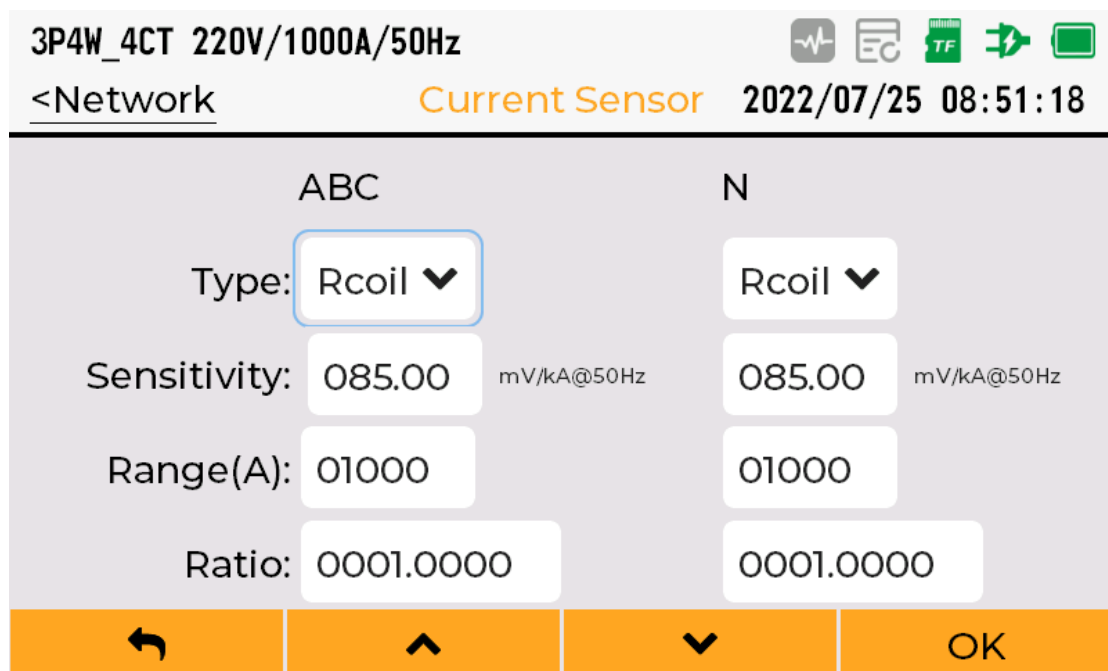 3P4W_4CT 220V/1000A/50Hz TF
<Network Current Sensor 2022/07/25 08:51:18
ABC N
Type: Rcoil Rcoil
Sensitivity: 085.00 mV/kA@50Hz 085.00 mV/kA@50Hz
Range(A): 01000 01000
Ratio: 0001.0000 0001.0000
OK